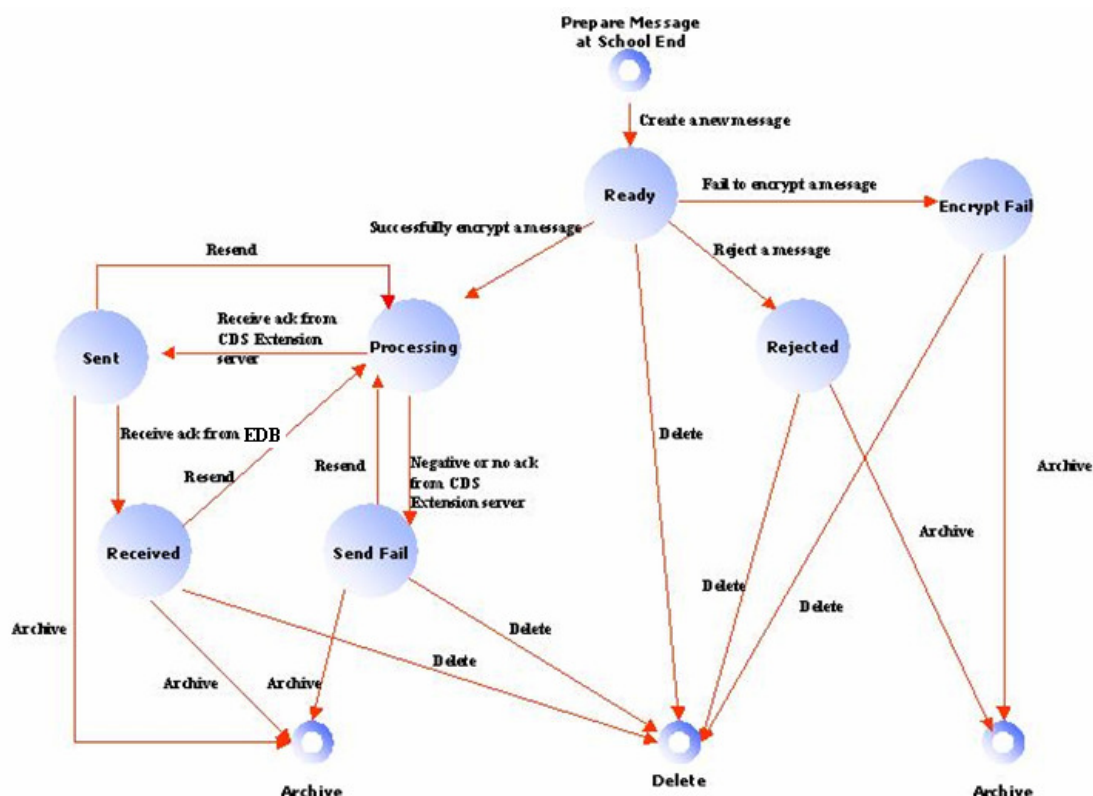 Prepare Message
at School End
Create a new message
Ready
Fail to encrypt a message
Encrypt Fail
Successfully encrypt a message
Reject a message
Resend
Receive ack from
CDS Extension
server
Processing
Sent
Rejected
Receive ack from EDB
Resend
Resend
Negative or no ack
from CDS
Extension server
Delete
Archive
Received
Send Fail
Archive
Delete
Delete
Archive
Delete
Delete
Archive
Archive
Archive
Delete
Archive